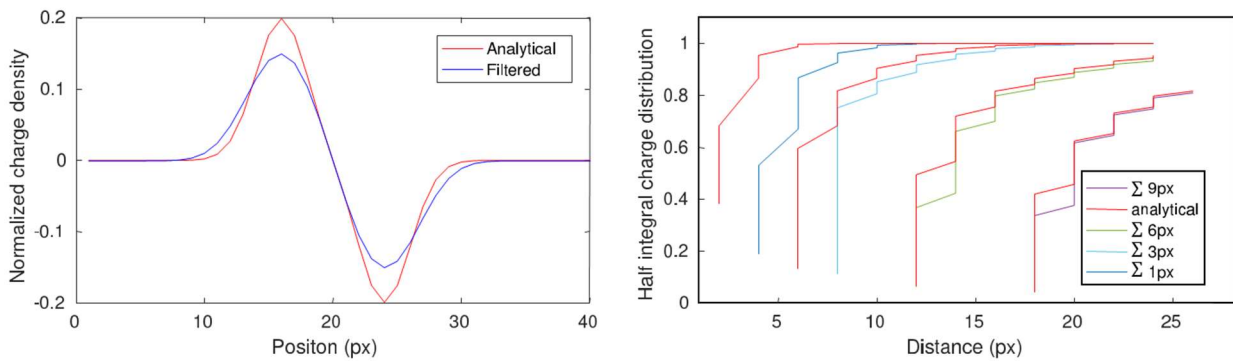 Normalized charge density
0.2
0.1
0
-0.1
-0.2
Analytical
Filtered
0 10 20 30 40
Positon (px)
Half integral charge distribution
1
0.8
0.6
0.4
0.2
0
∑ 9px
analytical
∑ 6px
∑ 3px
∑ 1px
5 10 15 20 25
Distance (px)